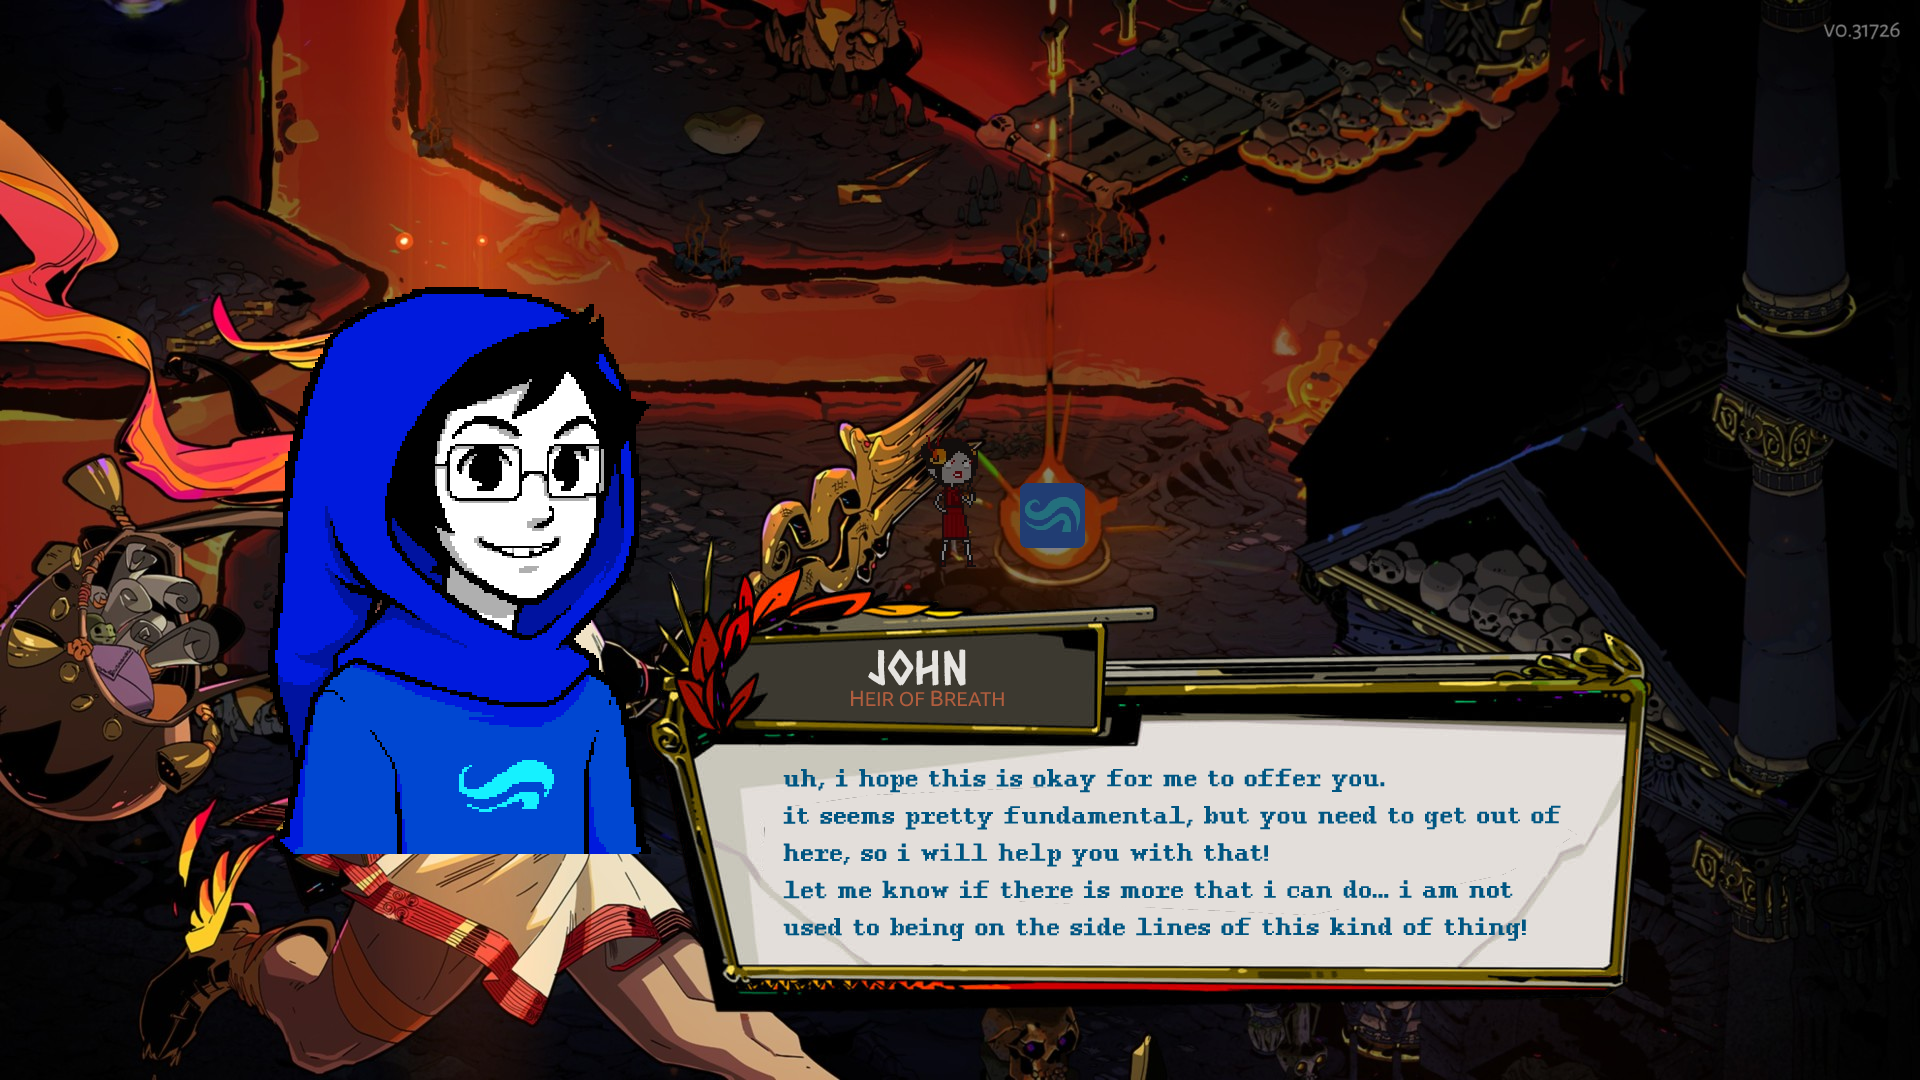 V0.31726
JOHN
HEIR OF BREATH
uh, i hope this is okay for me to offer you.
it seems pretty fundamental, but you need to get out of
here, so i will help you with that!
let me know if there is more that i can do... i am not
used to being on the side lines of this kind of thing!